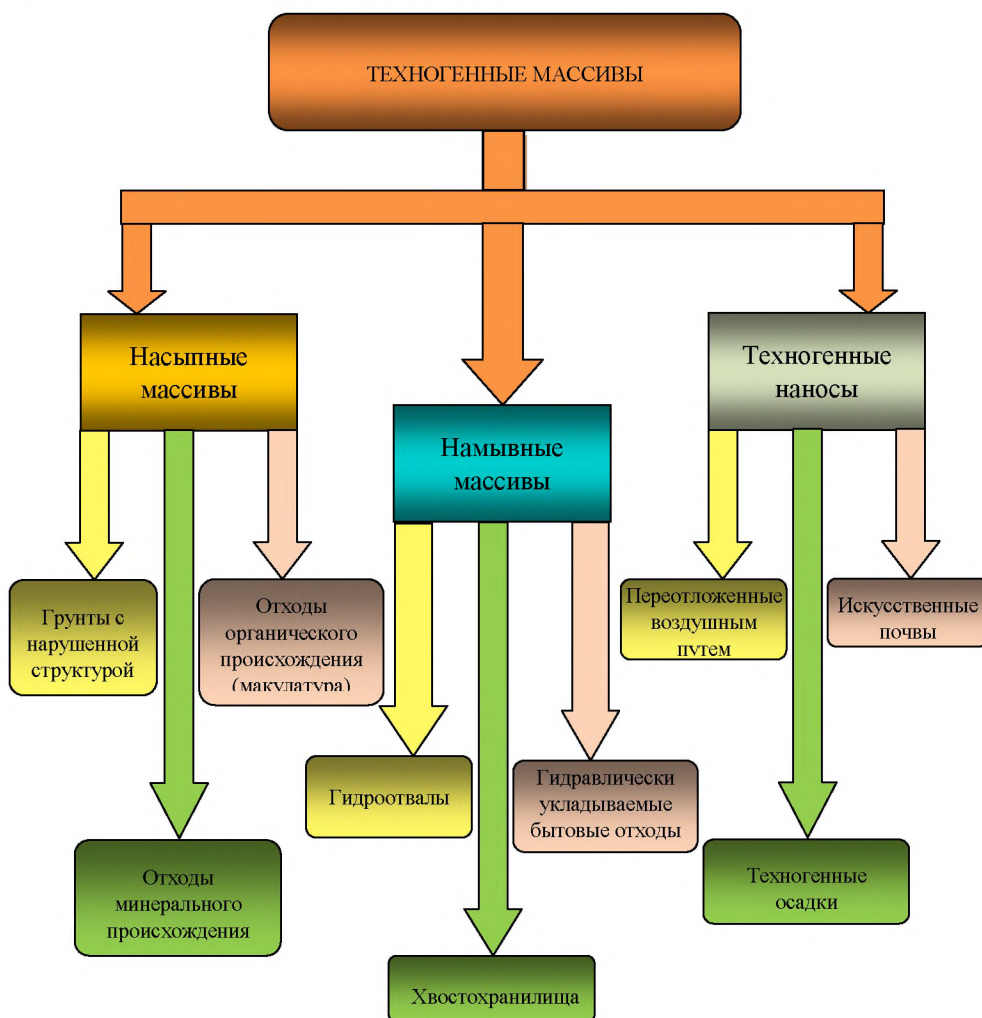 ТЕХНОГЕННЫЕ МАССИВЫ
Насыпные
массивы
Намывные
массивы
Техногенные
наносы
Грунты с
нарушенной
структурой
Отходы
органического
происхождения
(макулатура)
Переотложенные
воздушным
путем
Искусственные
почвы
Гидроотвалы
Гидравлически
укладываемые
бытовые отходы
Отходы
минерального
происхождения
Техногенные
осадки
Хвостохранилища